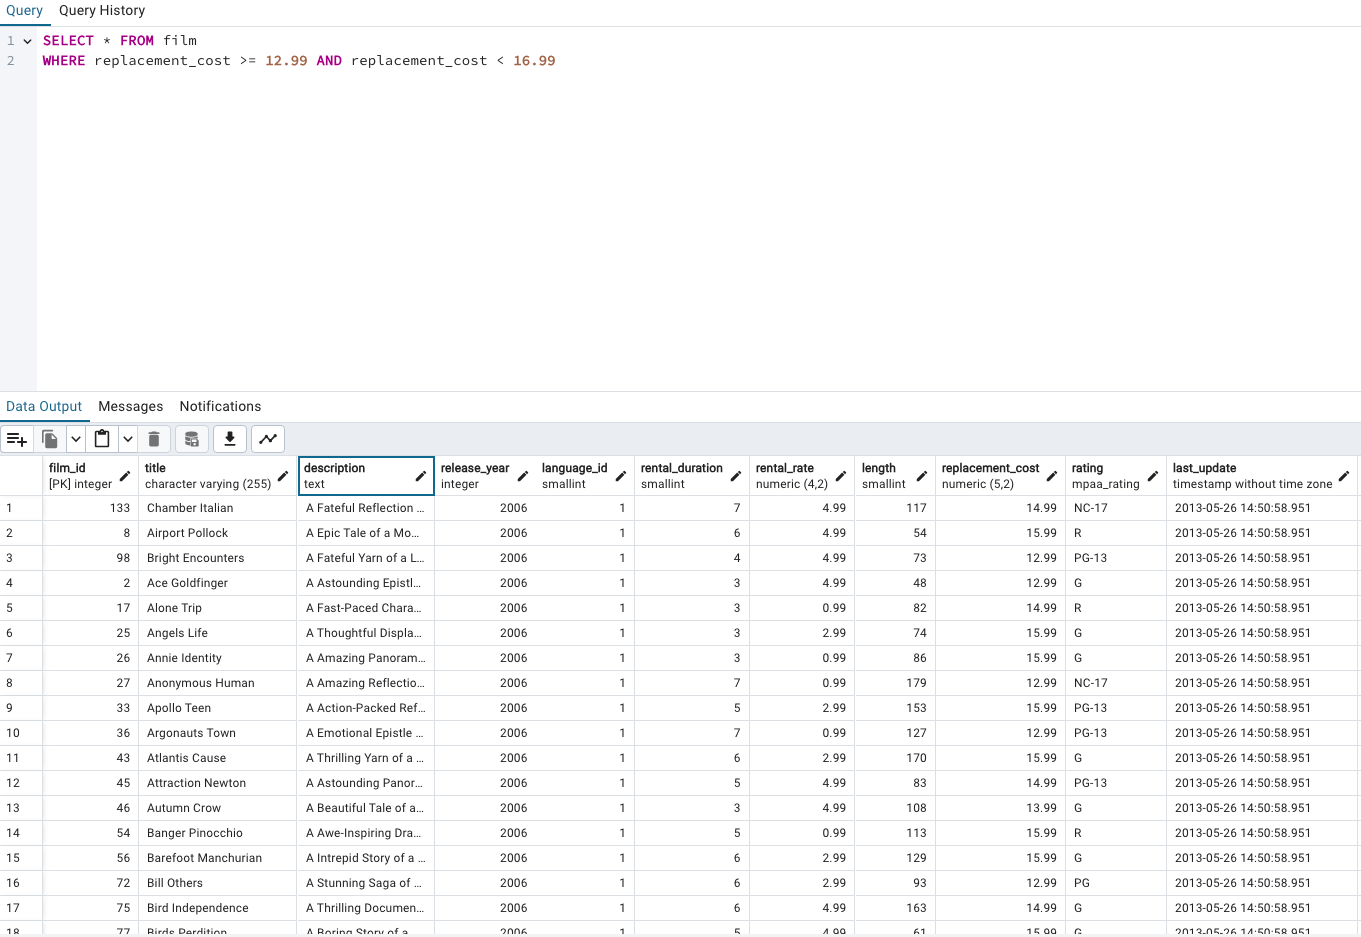 Query Query History
1 SELECT * FROM film
2 WHERE replacement_cost >= 12.99 AND replacement_cost < 16.99
Data Output Messages Notifications
film_id title description release_year language_id rental_duration rental_rate length replacement_cost rating last_update
[PK] integer character varying (255) text integer smallint smallint numeric (4,2) smallint numeric (5,2) mpaa_rating timestamp without time zone
1 133 Chamber Italian A Fateful Reflection ... 2006 1 7 4.99 117 14.99 NC-17 2013-05-26 14:50:58.951
2 8 Airport Pollock A Epic Tale of a Mo... 2006 1 6 4.99 54 15.99 R 2013-05-26 14:50:58.951
3 98 Bright Encounters A Fateful Yarn of a L... 2006 1 4 4.99 73 12.99 PG-13 2013-05-26 14:50:58.951
4 2 Ace Goldfinger A Astounding Epistl... 2006 1 3 4.99 48 12.99 G 2013-05-26 14:50:58.951
5 17 Alone Trip A Fast-Paced Chara... 2006 1 3 0.99 82 14.99 R 2013-05-26 14:50:58.951
6 25 Angels Life A Thoughtful Displa... 2006 1 3 2.99 74 15.99 G 2013-05-26 14:50:58.951
7 26 Annie Identity A Amazing Panoram... 2006 1 3 0.99 86 15.99 G 2013-05-26 14:50:58.951
8 27 Anonymous Human A Amazing Reflectio... 2006 1 7 0.99 179 12.99 NC-17 2013-05-26 14:50:58.951
9 33 Apollo Teen A Action-Packed Ref... 2006 1 5 2.99 153 15.99 PG-13 2013-05-26 14:50:58.951
10 36 Argonauts Town A Emotional Epistle ... 2006 1 7 0.99 127 12.99 PG-13 2013-05-26 14:50:58.951
11 43 Atlantis Cause A Thrilling Yarn of a ... 2006 1 6 2.99 170 15.99 G 2013-05-26 14:50:58.951
12 45 Attraction Newton A Astounding Panor... 2006 1 5 4.99 83 14.99 PG-13 2013-05-26 14:50:58.951
13 46 Autumn Crow A Beautiful Tale of a... 2006 1 3 4.99 108 13.99 G 2013-05-26 14:50:58.951
14 54 Banger Pinocchio A Awe-Inspiring Dra... 2006 1 5 0.99 113 15.99 R 2013-05-26 14:50:58.951
15 56 Barefoot Manchurian A Intrepid Story of a ... 2006 1 6 2.99 129 15.99 G 2013-05-26 14:50:58.951
16 72 Bill Others A Stunning Saga of ... 2006 1 6 2.99 93 12.99 PG 2013-05-26 14:50:58.951
17 75 Bird Independence A Thrilling Documen... 2006 1 6 4.99 163 14.99 G 2013-05-26 14:50:58.951
18 77 Birds Perdition A Boring Story of a ... 2006 1 5 4.99 61 15.99 G 2013-05-26 14:50:58.951